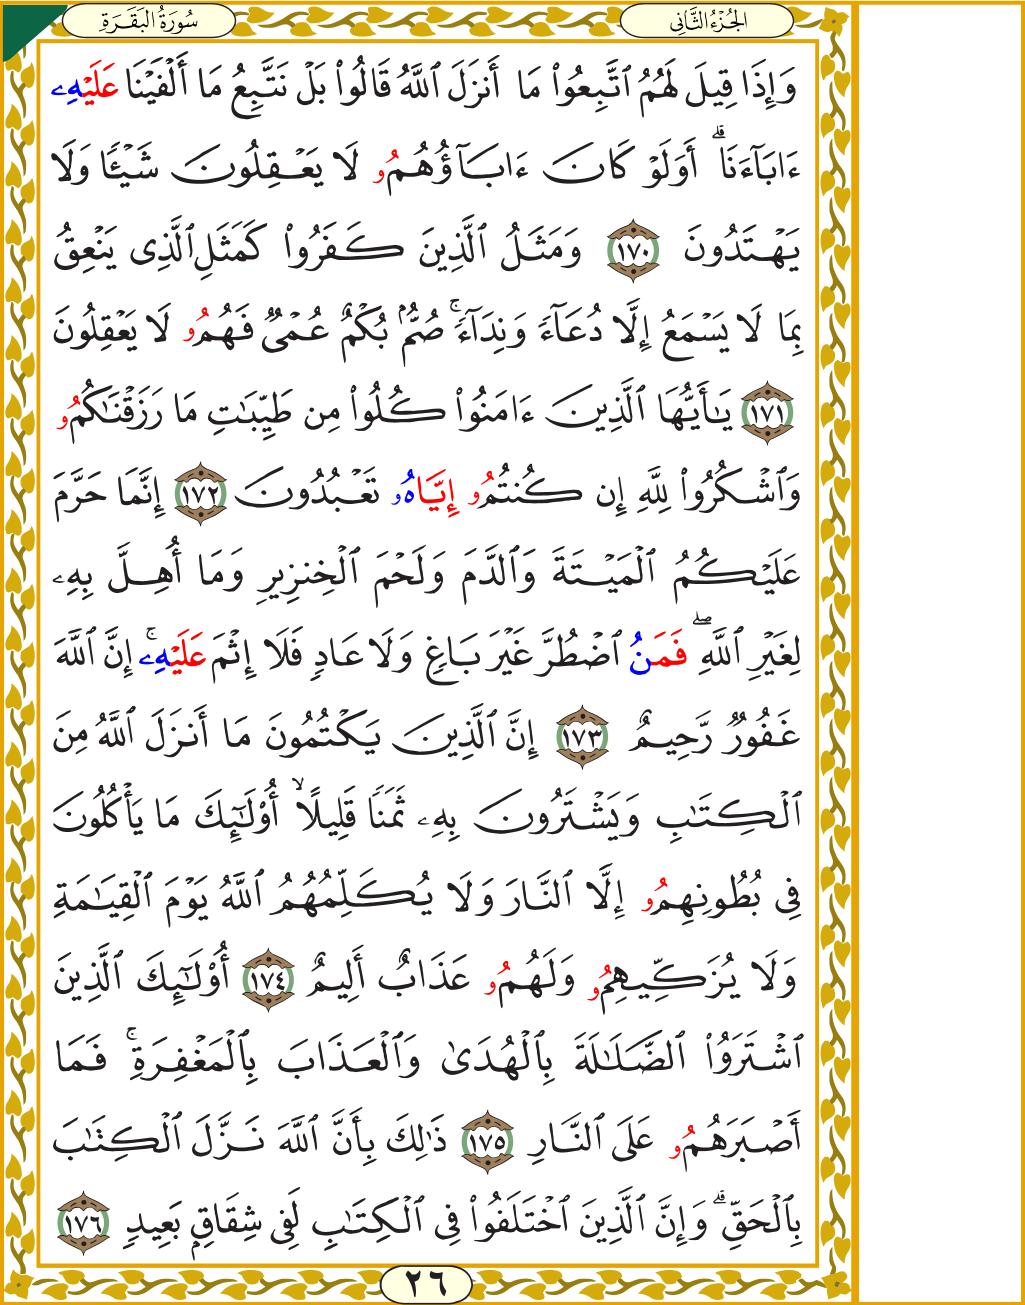 الجُزْءُ الثَّانِي
سُورَةُ البَقَرَةِ
وَإِذَا قِيلَ لَهُمُ ٱتَّبِعُواْ مَا أَنزَلَ ٱللَّهُ قَالُواْ بَلۡ نَتَّبِعُ مَا أَلۡفَيۡنَا عَلَيۡهِۦ
ءَابَآءَنَاۗ أَوَلَوۡ كَانَ ءَابَآؤُهُمُۥ لَا يَعۡقِلُونَ شَيۡـًٔا وَلَا
يَهۡتَدُونَ ١٧٠ وَمَثَلُ ٱلَّذِينَ كَفَرُواْ كَمَثَلِ ٱلَّذِي يَنۡعِقُ
بِمَا لَا يَسۡمَعُ إِلَّا دُعَآءً وَنِدَآءًۚ صُمُّۢ بُكۡمٌ عُمۡيٌ فَهُمُۥ لَا يَعۡقِلُونَ
١٧١ يَٰٓأَيُّهَا ٱلَّذِينَ ءَامَنُواْ كُلُواْ مِن طَيِّبَٰتِ مَا رَزَقۡنَٰكُمُۥ
وَٱشۡكُرُواْ لِلَّهِ إِن كُنتُمُۥ إِيَّاهُۥ تَعۡبُدُونَ ١٧٢ إِنَّمَا حَرَّمَ
عَلَيۡكُمُ ٱلۡمَيۡتَةَ وَٱلدَّمَ وَلَحۡمَ ٱلۡخِنزِيرِ وَمَا أُهِلَّ بِهِۦ
لِغَيۡرِ ٱللَّهِۖ فَمَنُ ٱضۡطُرَّ غَيۡرَ بَاغٖ وَلَا عَادٖ فَلَا إِثۡمَ عَلَيۡهِۦۚ إِنَّ ٱللَّهَ
غَفُورٌ رَّحِيمٌ ١٧٣ إِنَّ ٱلَّذِينَ يَكۡتُمُونَ مَا أَنزَلَ ٱللَّهُ مِنَ
ٱلۡكِتَٰبِ وَيَشۡتَرُونَ بِهِۦ ثَمَنٗا قَلِيلًاۙ أُوْلَٰٓئِكَ مَا يَأۡكُلُونَ
فِي بُطُونِهِمُۥ إِلَّا ٱلنَّارَ وَلَا يُكَلِّمُهُمُ ٱللَّهُ يَوۡمَ ٱلۡقِيَٰمَةِ
وَلَا يُزَكِّيهِمُۥ وَلَهُمُۥ عَذَابٌ أَلِيمٌ ١٧٤ أُوْلَٰٓئِكَ ٱلَّذِينَ
ٱشۡتَرَوُاْ ٱلضَّلَٰلَةَ بِٱلۡهُدَىٰ وَٱلۡعَذَابَ بِٱلۡمَغۡفِرَةِۚ فَمَا
أَصۡبَرَهُمُۥ عَلَى ٱلنَّارِ ١٧٥ ذَٰلِكَ بِأَنَّ ٱللَّهَ نَزَّلَ ٱلۡكِتَٰبَ
بِٱلۡحَقِّۗ وَإِنَّ ٱلَّذِينَ ٱخۡتَلَفُواْ فِي ٱلۡكِتَٰبِ لَفِي شِقَاقِۭ بَعِيدٖ ١٧٦
٢٦